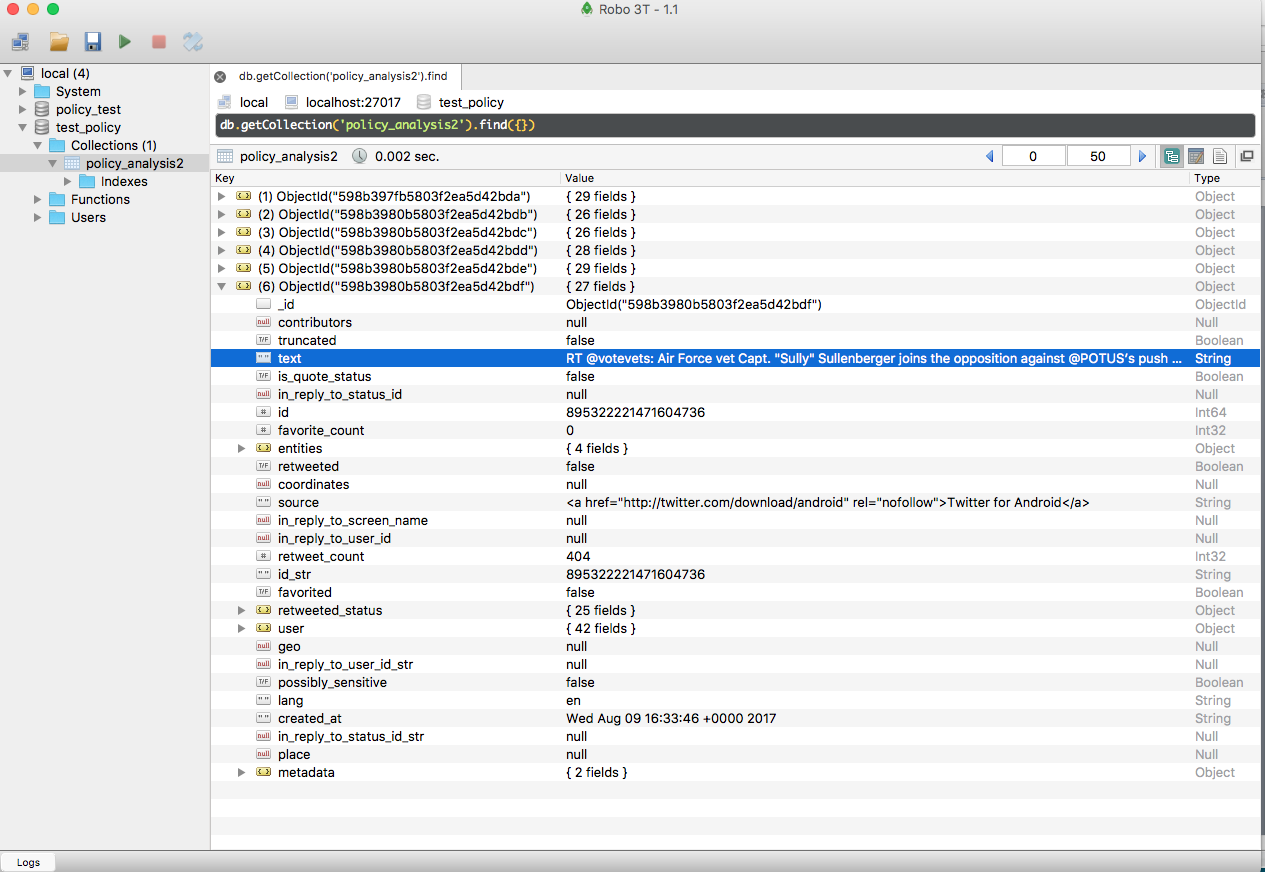 Robo 3T - 1.1
local (4)
System
policy_test
test_policy
Collections (1)
policy_analysis2
Indexes
Functions
Users
db.getCollection('policy_analysis2').find
local localhost:27017 test_policy
db.getCollection('policy_analysis2').find({})
policy_analysis2 0.002 sec. 0 50
Key Value Type
(1) ObjectId("598b397fb5803f2ea5d42bda") { 29 fields } Object
(2) ObjectId("598b3980b5803f2ea5d42bdb") { 26 fields } Object
(3) ObjectId("598b3980b5803f2ea5d42bdc") { 26 fields } Object
(4) ObjectId("598b3980b5803f2ea5d42bdd") { 28 fields } Object
(5) ObjectId("598b3980b5803f2ea5d42bde") { 29 fields } Object
(6) ObjectId("598b3980b5803f2ea5d42bdf") { 27 fields } Object
_id ObjectId("598b3980b5803f2ea5d42bdf") ObjectId
null contributors null Null
T/F truncated false Boolean
" " text RT @votevets: Air Force vet Capt. "Sully" Sullenberger joins the opposition against @POTUS's push ... String
T/F is_quote_status false Boolean
null in_reply_to_status_id null Null
# id 895322221471604736 Int64
# favorite_count 0 Int32
entities { 4 fields } Object
T/F retweeted false Boolean
null coordinates null Null
" " source <a href="http://twitter.com/download/android" rel="nofollow">Twitter for Android</a> String
null in_reply_to_screen_name null Null
null in_reply_to_user_id null Null
# retweet_count 404 Int32
" " id_str 895322221471604736 String
T/F favorited false Boolean
retweeted_status { 25 fields } Object
user { 42 fields } Object
null geo null Null
null in_reply_to_user_id_str null Null
T/F possibly_sensitive false Boolean
" " lang en String
" " created_at Wed Aug 09 16:33:46 +0000 2017 String
null in_reply_to_status_id_str null Null
null place null Null
metadata { 2 fields } Object
Logs